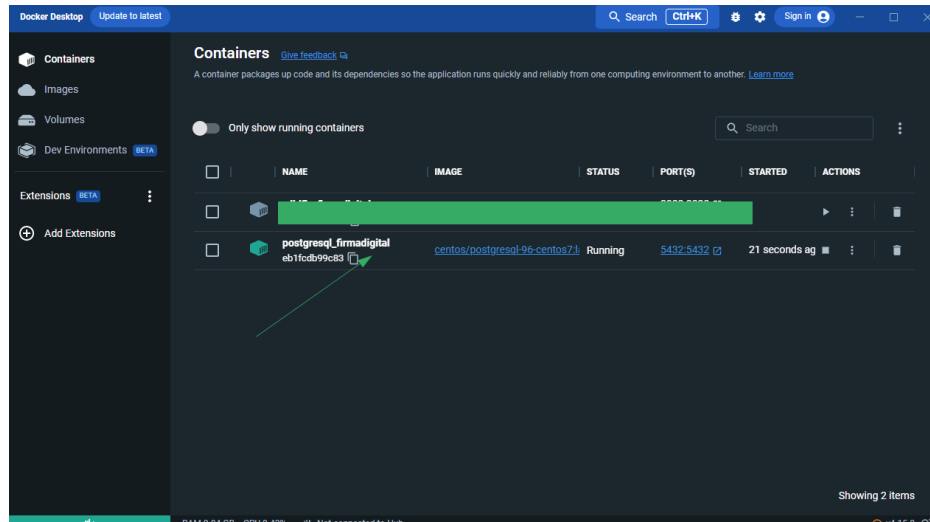 Docker Desktop Update to latest Search Ctrl+K Sign in
Containers
Images
Volumes
Dev Environments BETA
Extensions BETA
Add Extensions
Containers Give feedback
A container packages up code and its dependencies so the application runs quickly and reliably from one computing environment to another. Learn more
Only show running containers Search
NAME IMAGE STATUS PORT(S) STARTED ACTIONS
postgresql_firmadigital
eb1fcdb99c83
centos/postgresql-96-centos7:l Running 5432:5432 21 seconds ag
Showing 2 items